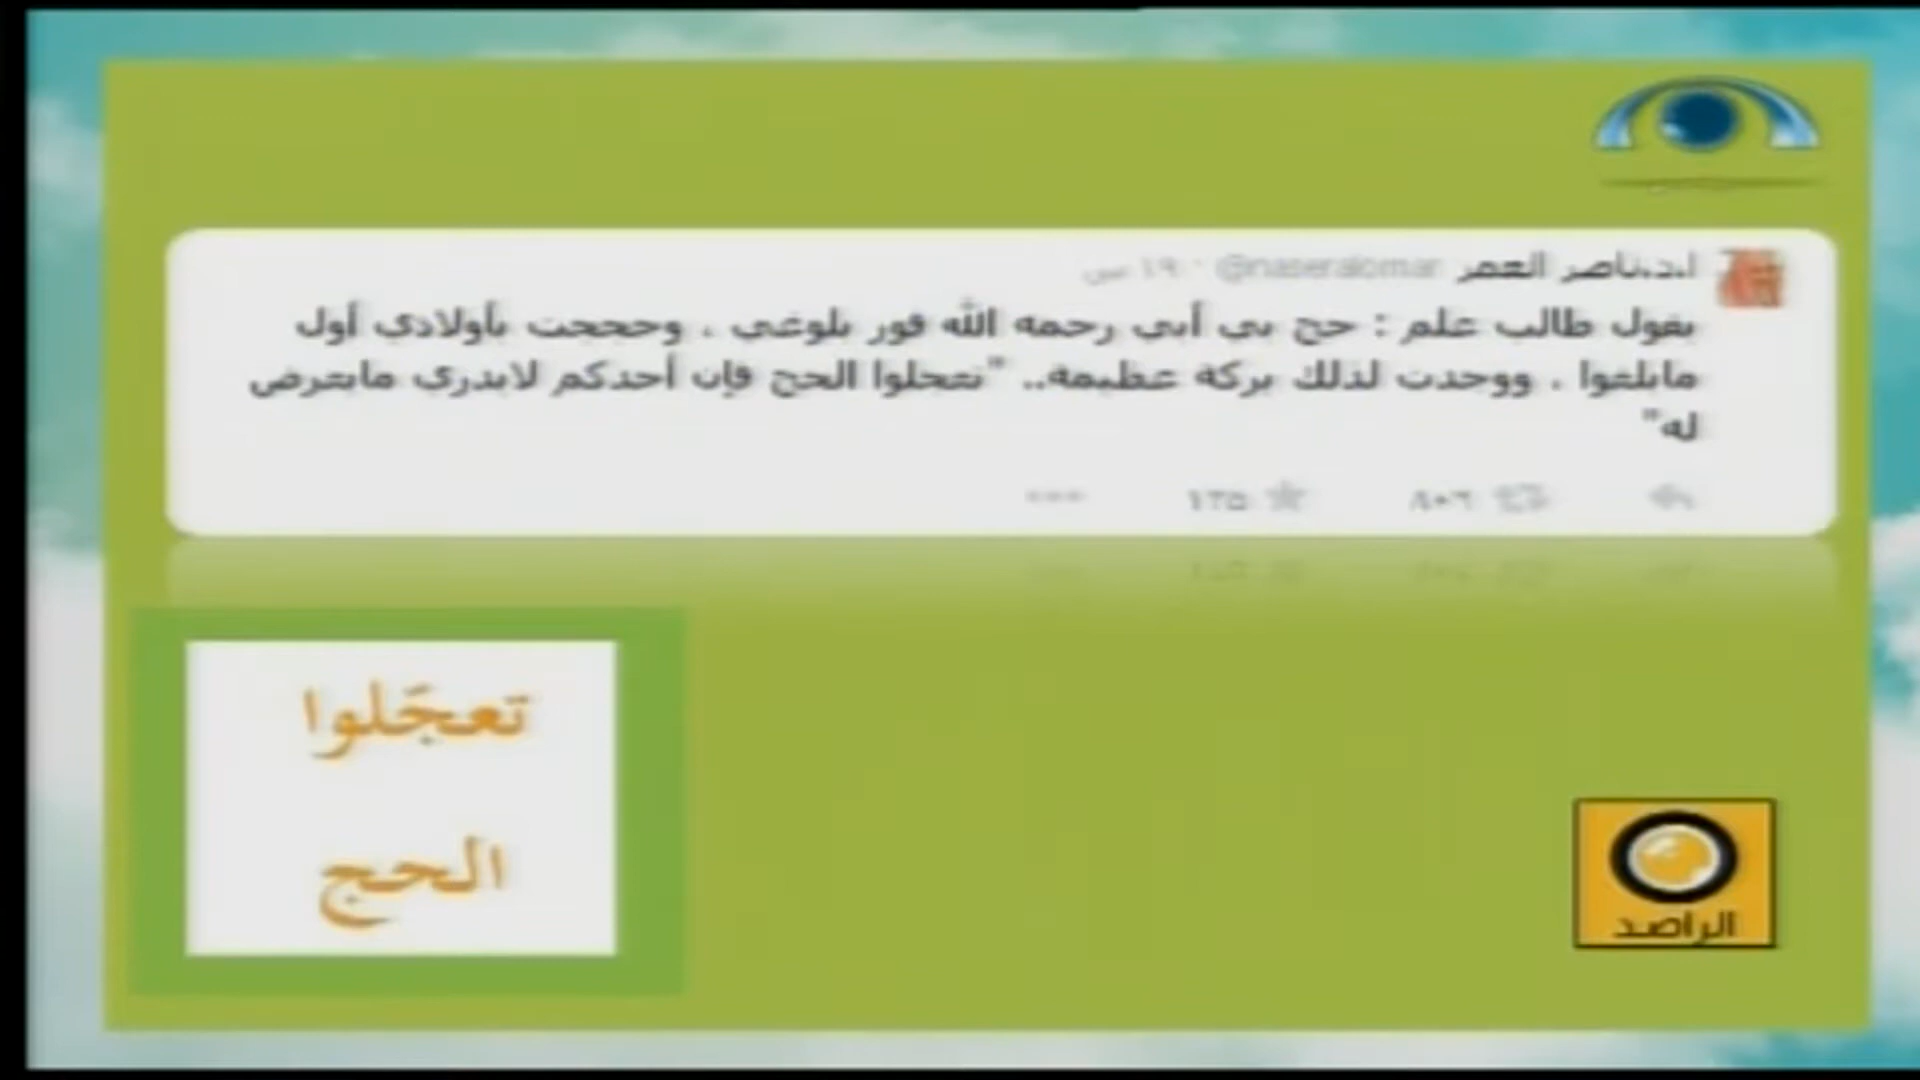 ا.د.ناصر العمر @naseralomar · ١٩ س
يقول طالب علم : حج بي أبي رحمه الله فور بلوغي ، وحججت بأولادي أول
مابلغوا ، ووجدت لذلك بركة عظيمة.. "تعجلوا الحج فإن أحدكم لايدري مايعرض
له"
تعجّلوا
الحج
الراصد